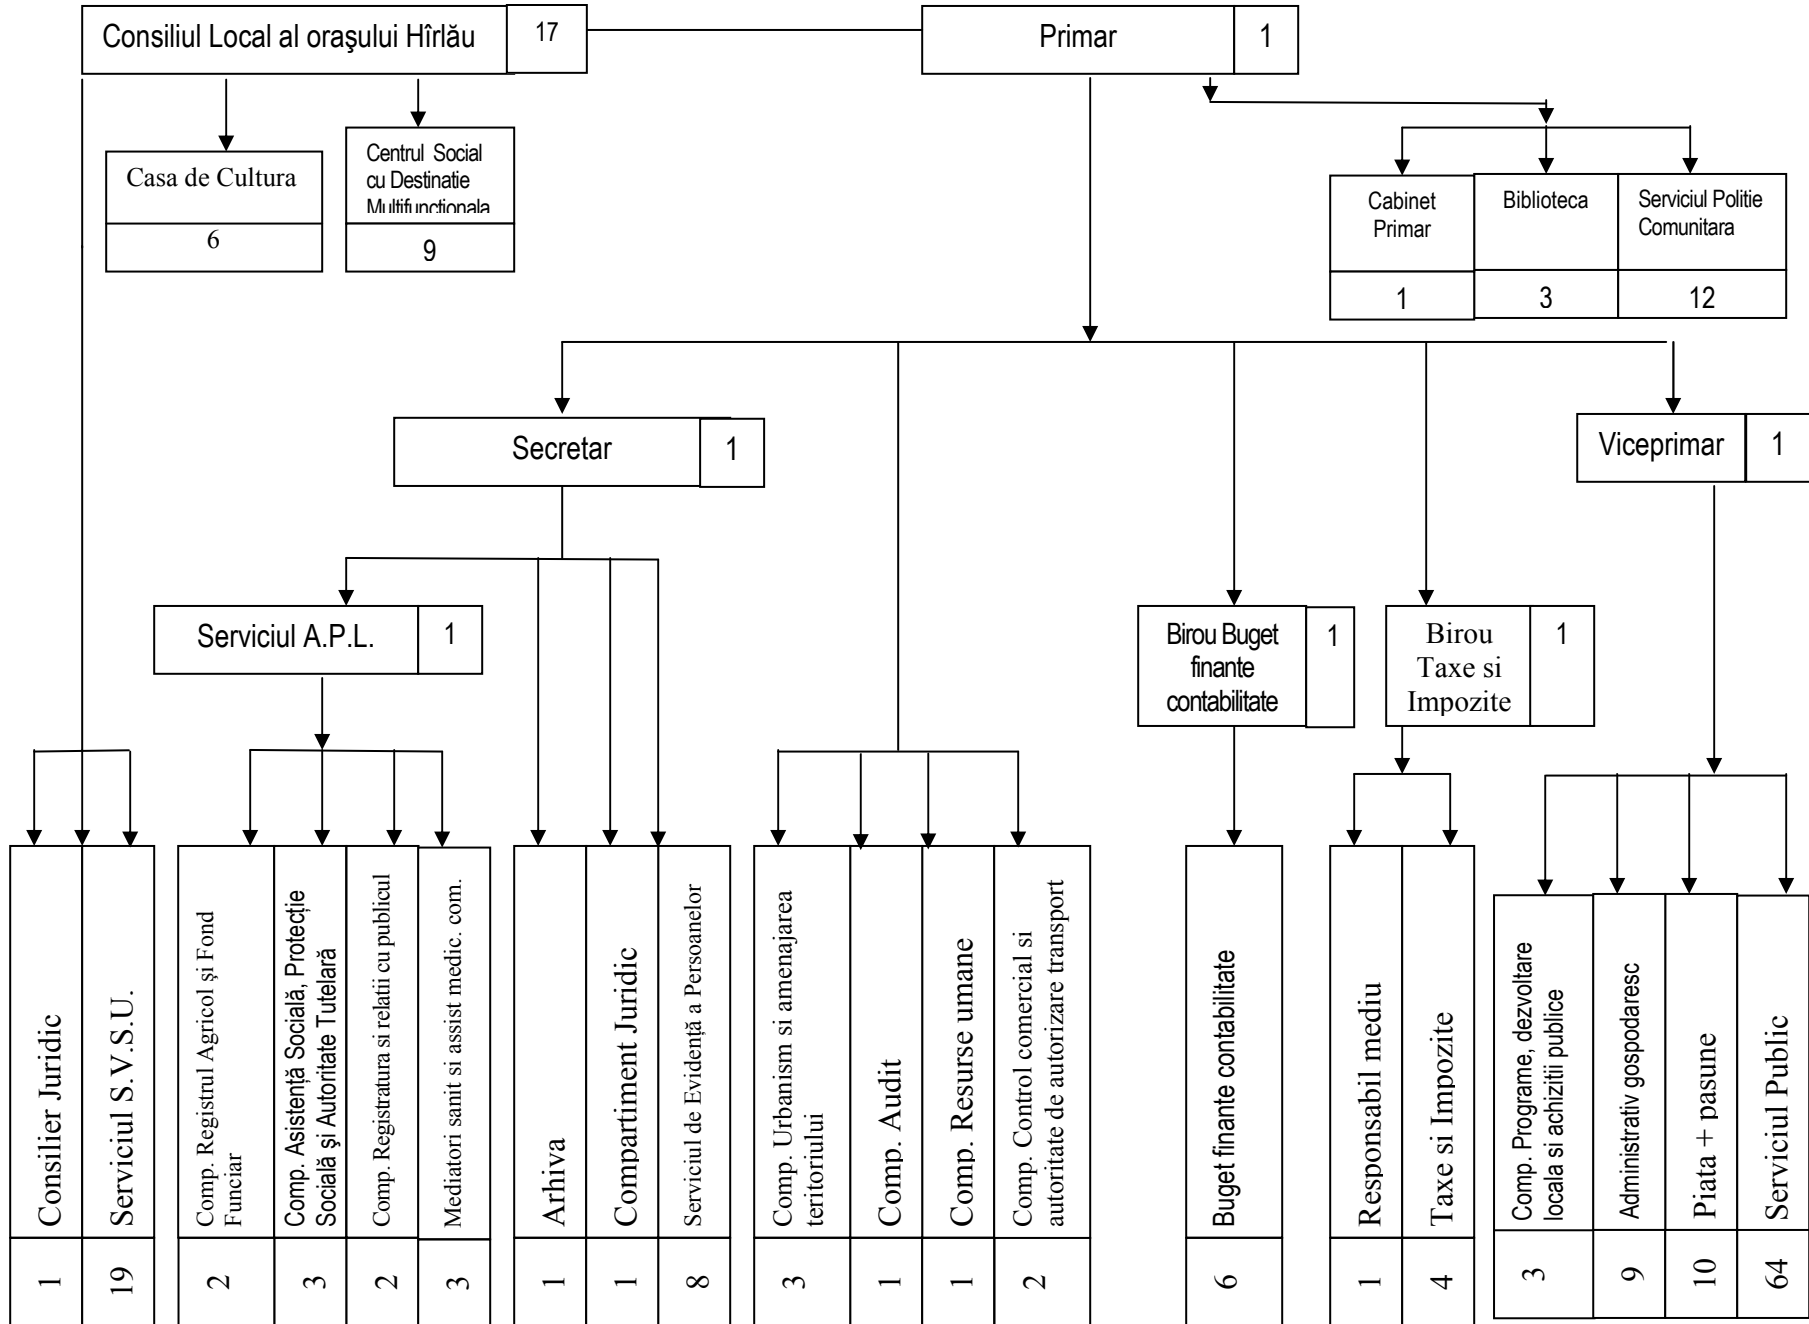 Consiliul Local al oraşului Hîrlău
17
Primar
1
Casa de Cultura
6
Centrul Social
cu Destinatie
Multifunctionala
9
Cabinet
Primar
1
Biblioteca
3
Serviciul Politie
Comunitara
12
Secretar
1
Viceprimar
1
Serviciul A.P.L.
1
Birou Buget
finante
contabilitate
1
Birou
Taxe si
Impozite
1
Consilier Juridic
1
Serviciul S.V.S.U.
19
Comp. Registrul Agricol şi Fond
Funciar
2
Comp. Asistență Socială, Protecție
Socială şi Autoritate Tutelară
3
Comp. Registratura si relatii cu publicul
2
Mediatori sanit si assist medic. com.
3
Arhiva
1
Compartiment Juridic
1
Serviciul de Evidență a Persoanelor
8
Comp. Urbanism si amenajarea
teritoriului
3
Comp. Audit
1
Comp. Resurse umane
1
Comp. Control comercial si
autoritate de autorizare transport
2
Buget finante contabilitate
6
Responsabil mediu
1
Taxe si Impozite
4
Comp. Programe, dezvoltare
locala si achizitii publice
3
Administrativ gospodaresc
9
Piata + pasune
10
Serviciul Public
64